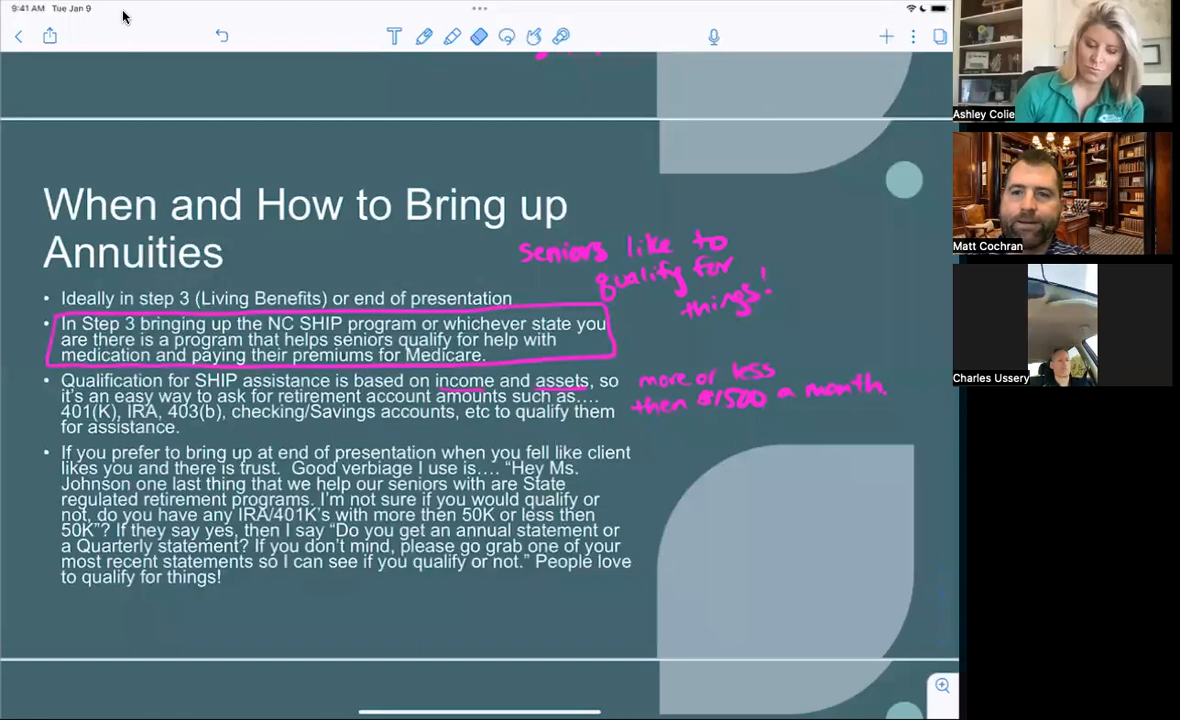 9:41 AM Tue Jan 9
When and How to Bring up
Annuities
seniors like to
qualify for
things!
• Ideally in step 3 (Living Benefits) or end of presentation
• In Step 3 bringing up the NC SHIP program or whichever state you
are there is a program that helps seniors qualify for help with
medication and paying their premiums for Medicare.
• Qualification for SHIP assistance is based on income and assets, so
it's an easy way to ask for retirement account amounts such as....
401(K), IRA, 403(b), checking/Savings accounts, etc to qualify them
for assistance.
more or less
then $1500 a month.
• If you prefer to bring up at end of presentation when you fell like client
likes you and there is trust. Good verbiage I use is.... “Hey Ms.
Johnson one last thing that we help our seniors with are State
regulated retirement programs. I'm not sure if you would qualify or
not, do you have any IRA/401K's with more then 50K or less then
50K”? If they say yes, then I say “Do you get an annual statement or
a Quarterly statement? If you don't mind, please go grab one of your
most recent statements so I can see if you qualify or not.” People love
to qualify for things!
Ashley Colie
Matt Cochran
Charles Ussery